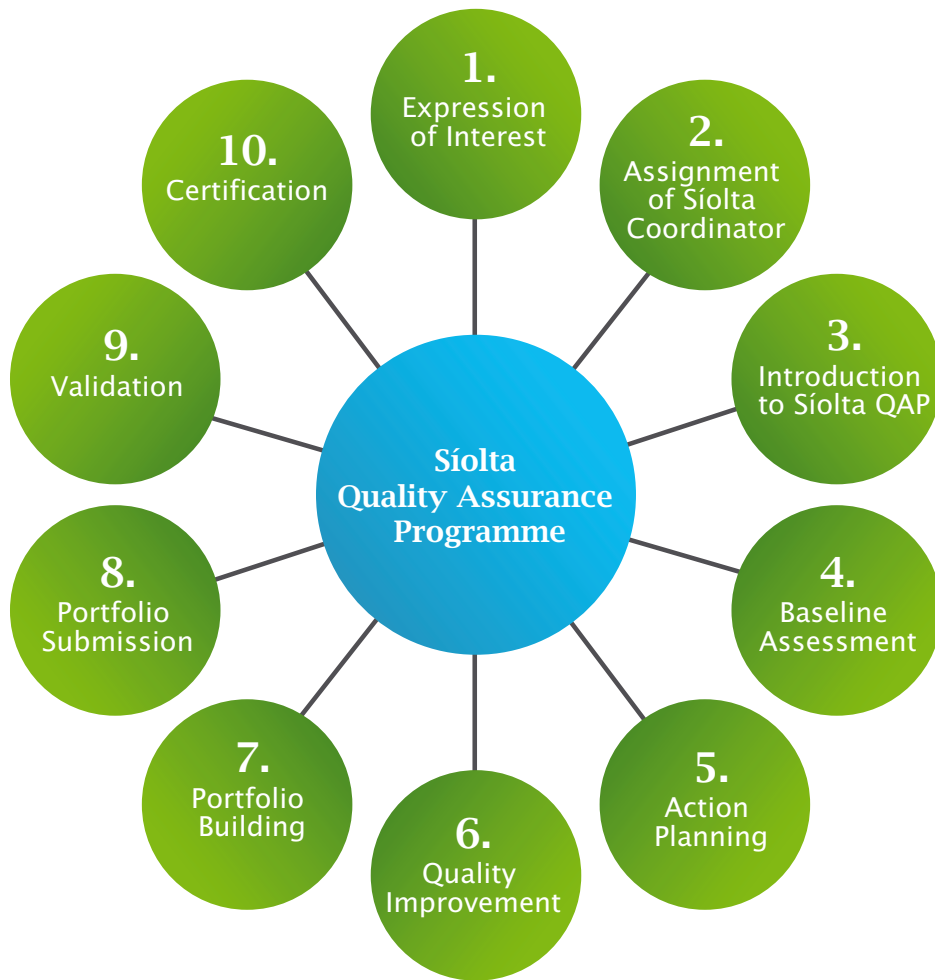 1.
Expression
of Interest
2.
Assignment
of Síolta
Coordinator
3.
Introduction
to Síolta QAP
4.
Baseline
Assessment
5.
Action
Planning
6.
Quality
Improvement
7.
Portfolio
Building
8.
Portfolio
Submission
9.
Validation
10.
Certification
Síolta
Quality Assurance
Programme